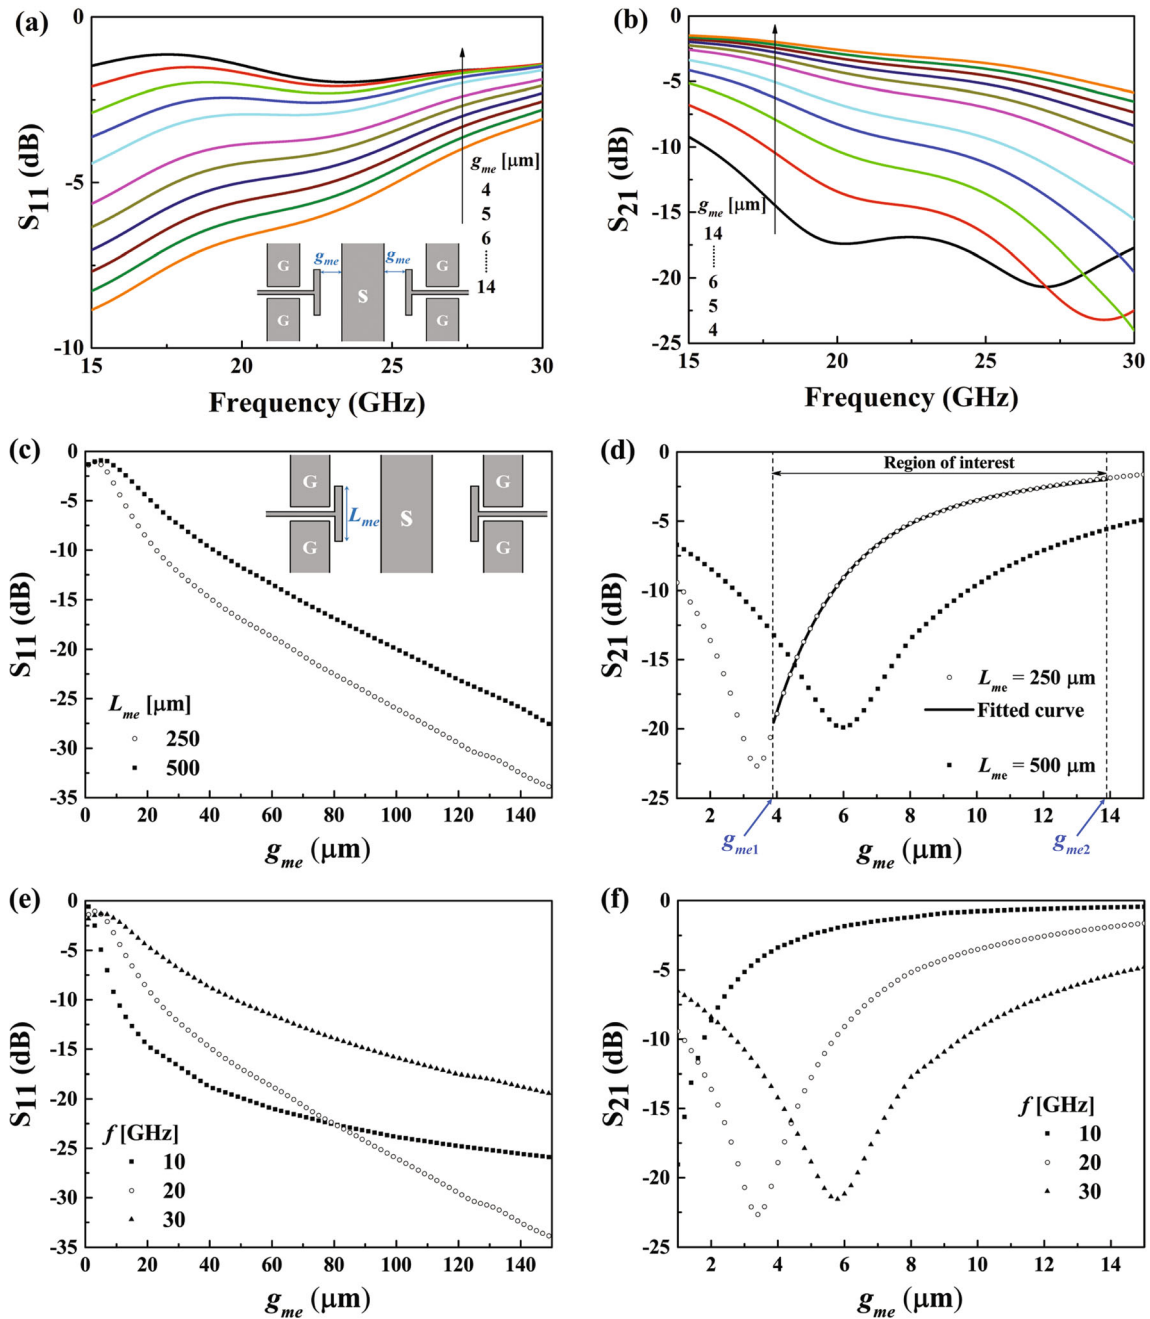 (a)
0
-5
-10
S11 (dB)
15 20 25 30
Frequency (GHz)
gme [μm]
4
5
6
14
gme gme
G G
S
G G
(b)
0
-5
-10
-15
-20
-25
S21 (dB)
15 20 25 30
Frequency (GHz)
gme [μm]
14
6
5
4
(c)
0
-5
-10
-15
-20
-25
-30
-35
S11 (dB)
0 20 40 60 80 100 120 140
gme (μm)
G G
Lme S
G G
Lme [μm]
250
500
(d)
0
-5
-10
-15
-20
-25
S21 (dB)
2 4 6 8 10 12 14
gme1 gme (μm) gme2
Region of interest
Lme = 250 μm
Fitted curve
Lme = 500 μm
(e)
0
-5
-10
-15
-20
-25
-30
-35
S11 (dB)
0 20 40 60 80 100 120 140
gme (μm)
f [GHz]
10
20
30
(f)
0
-5
-10
-15
-20
-25
S21 (dB)
2 4 6 8 10 12 14
gme (μm)
f [GHz]
10
20
30